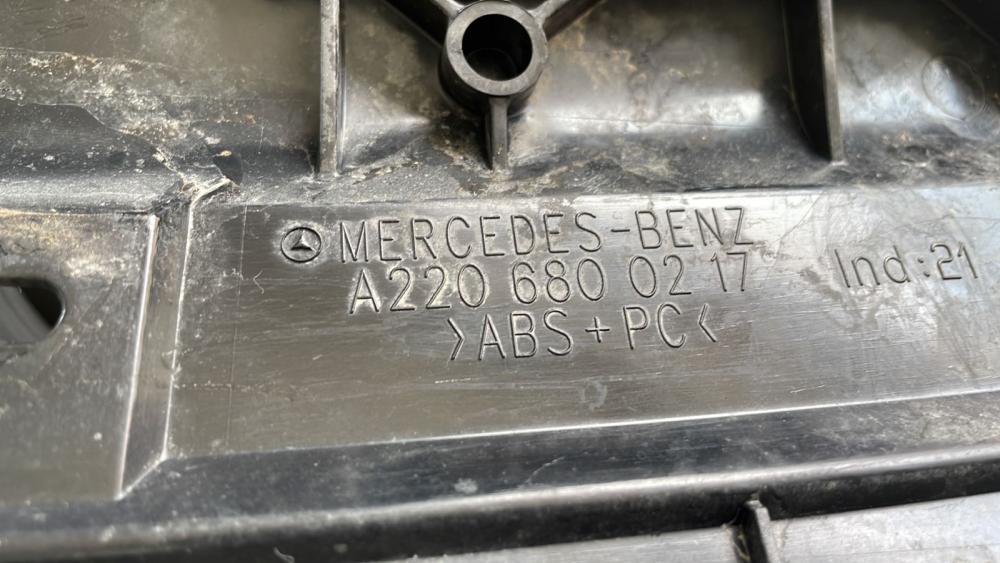 MERCEDES-BENZ
A220 680 02 17
>ABS+PC<
Ind.:21